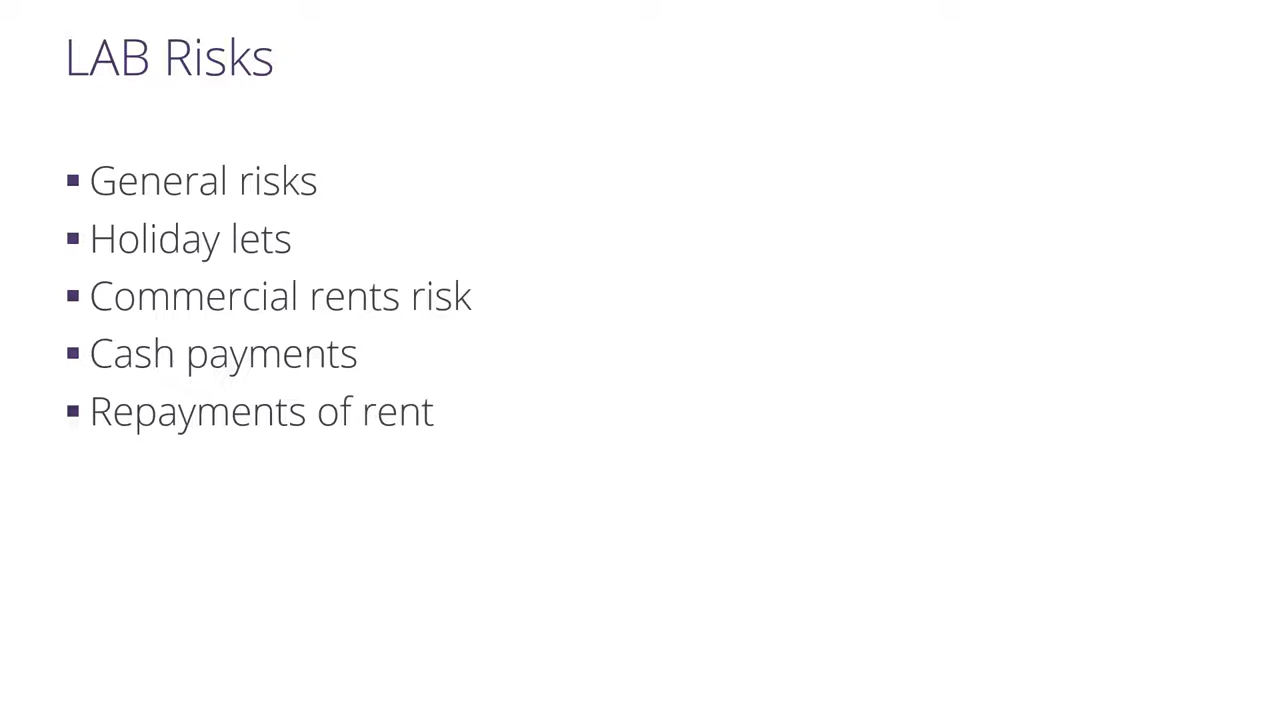 LAB Risks
▪ General risks
▪ Holiday lets
▪ Commercial rents risk
▪ Cash payments
▪ Repayments of rent